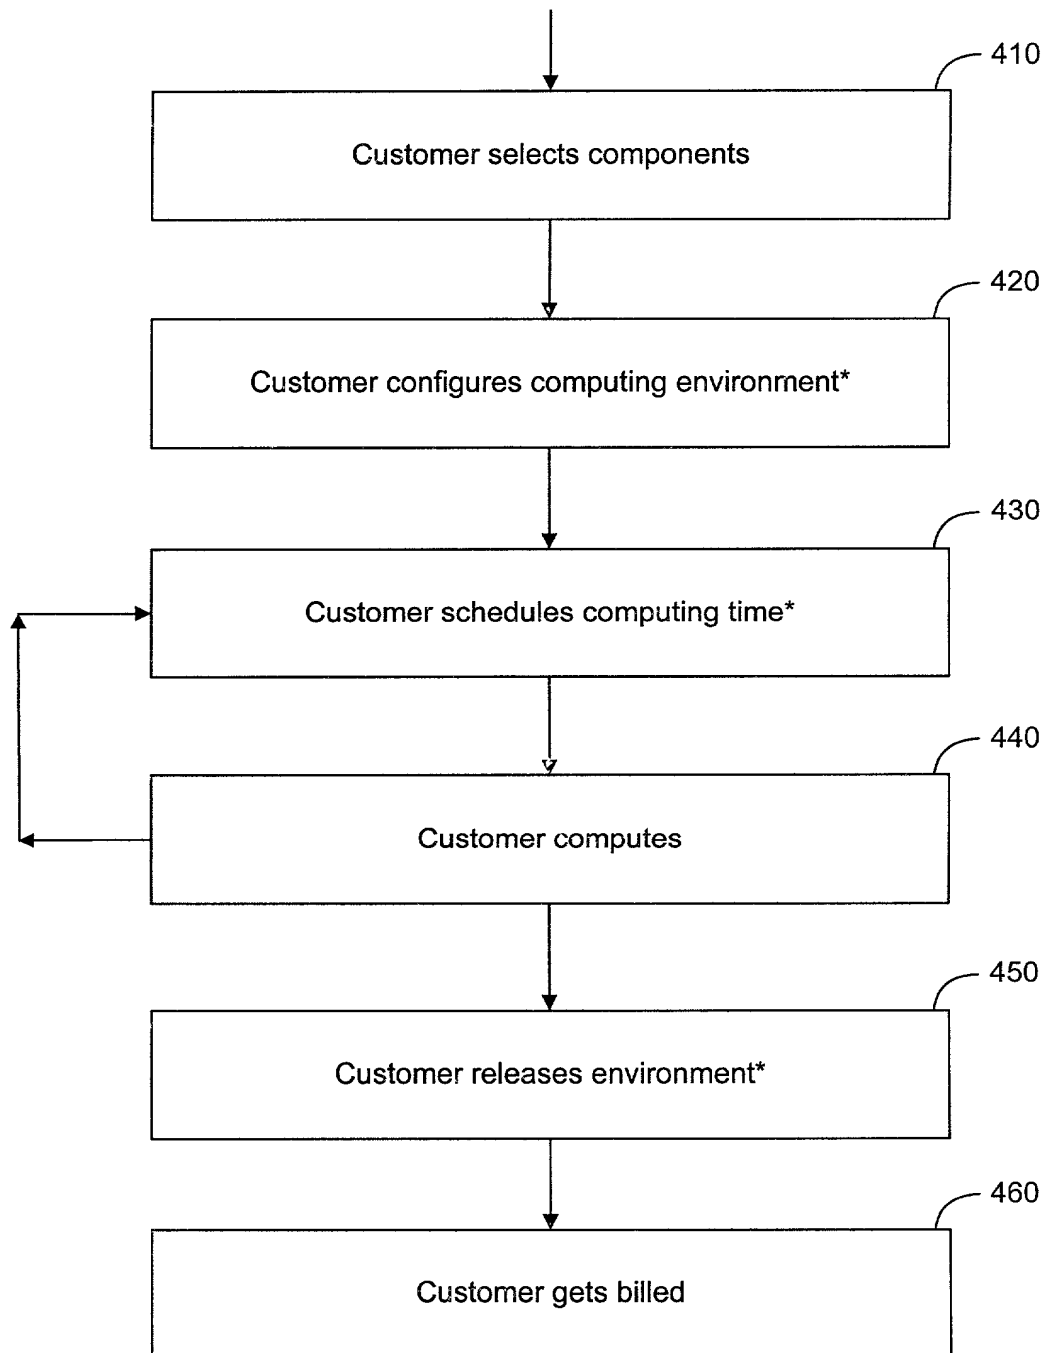 410
Customer selects components
420
Customer configures computing environment*
430
Customer schedules computing time*
440
Customer computes
450
Customer releases environment*
460
Customer gets billed